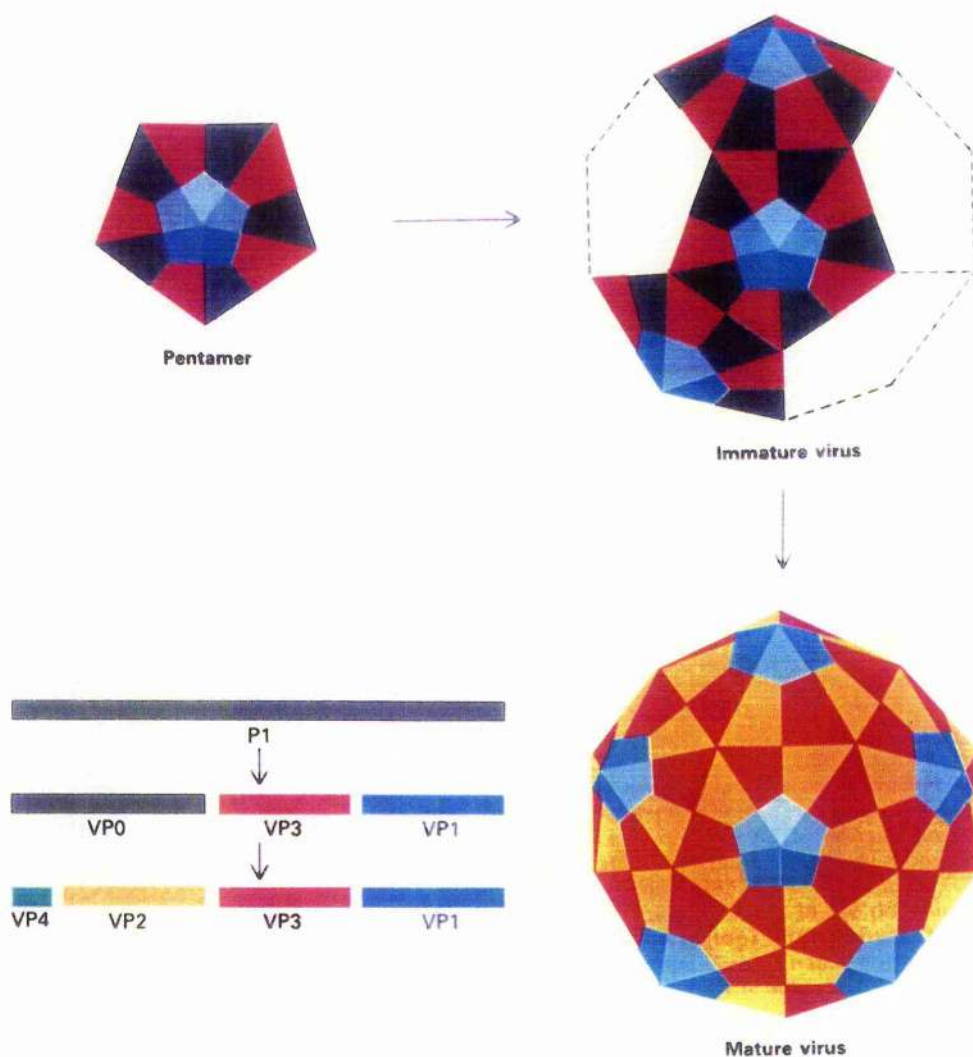 Pentamer
Immature virus
P1
VP0 VP3 VP1
VP4 VP2 VP3 VP1
Mature virus